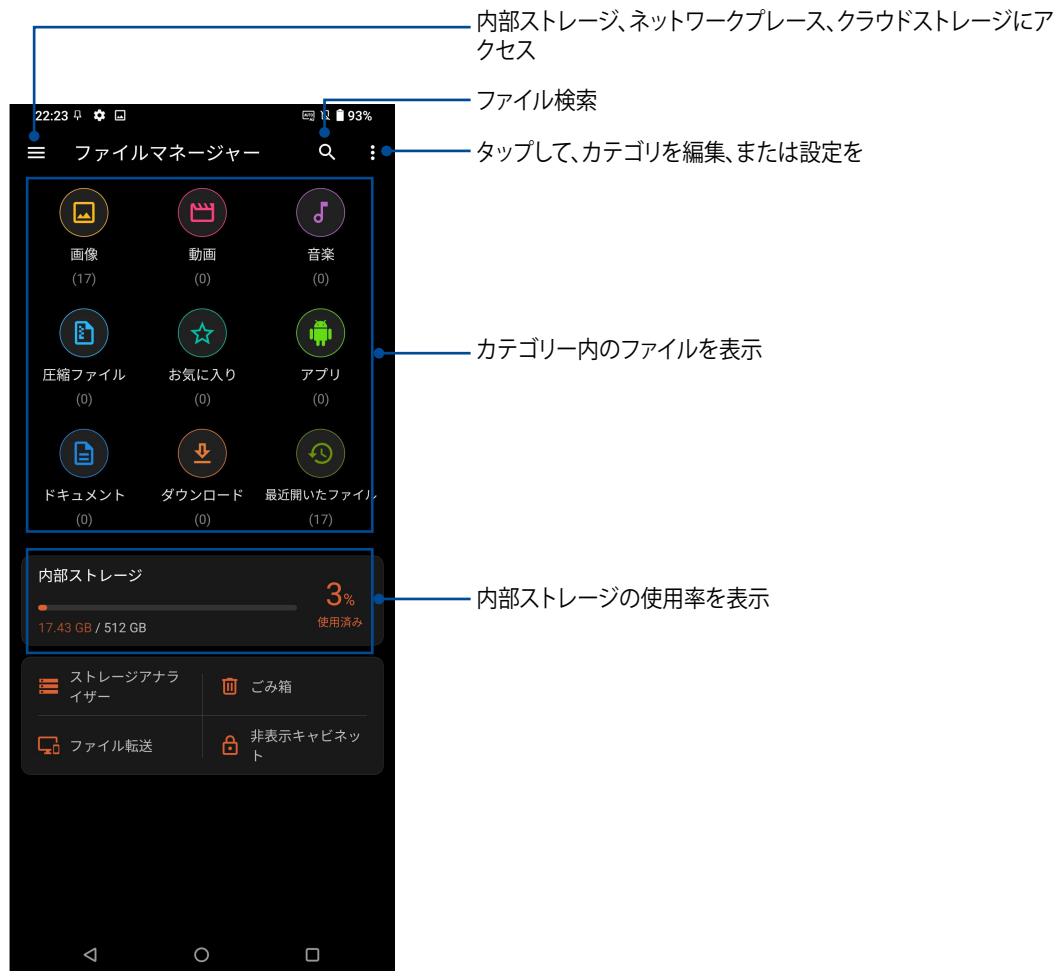 内部ストレージ、ネットワークプレース、クラウドストレージにア
クセス
ファイル検索
タップして、カテゴリを編集、または設定を
カテゴリー内のファイルを表示
内部ストレージの使用率を表示
22:23 93%
ファイルマネージャー
画像 動画 音楽
(17) (0) (0)
圧縮ファイル お気に入り アプリ
(0) (0) (0)
ドキュメント ダウンロード 最近開いたファイル
(0) (0) (17)
内部ストレージ
3%
使用済み
17.43 GB / 512 GB
ストレージアナラ
イザー
ごみ箱
ファイル転送
非表示キャビネッ
ト